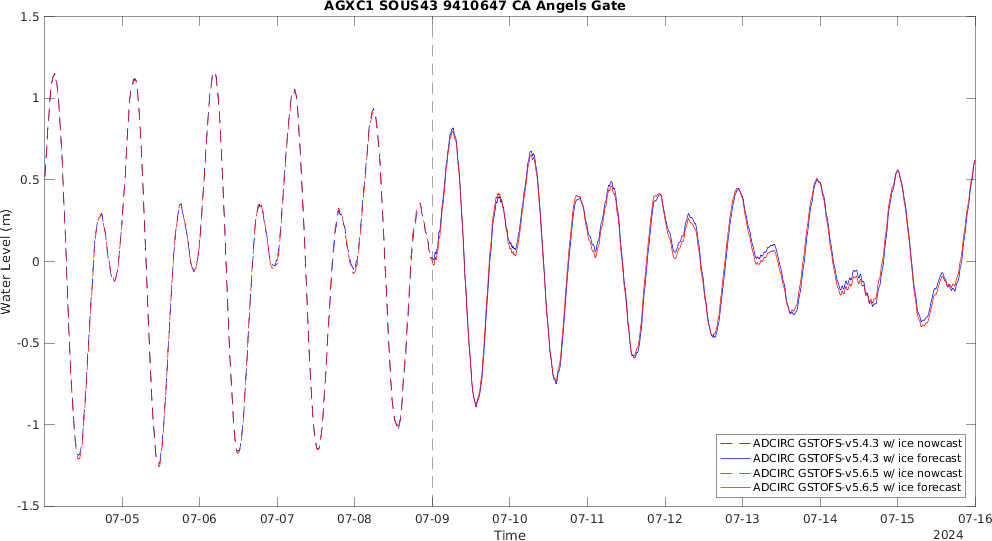 AGXC1 SOUS43 9410647 CA Angels Gate
1.5
1
0.5
0
-0.5
-1
-1.5
Water Level (m)
07-05 07-06 07-07 07-08 07-09 07-10 07-11 07-12 07-13 07-14 07-15 07-16
Time
2024
ADCIRC GSTOFS-v5.4.3 w/ ice nowcast
ADCIRC GSTOFS-v5.4.3 w/ ice forecast
ADCIRC GSTOFS-v5.6.5 w/ ice nowcast
ADCIRC GSTOFS-v5.6.5 w/ ice forecast